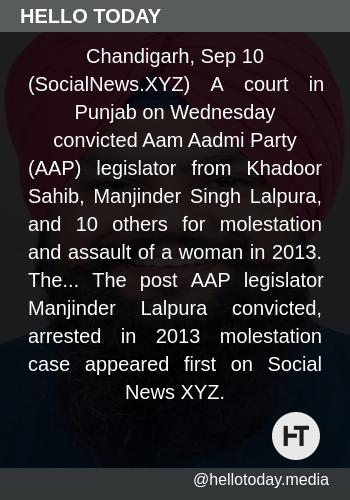 HELLO TODAY
Chandigarh, Sep 10
(SocialNews.XYZ) A court in
Punjab on Wednesday
convicted Aam Aadmi Party
(AAP) legislator from Khadoor
Sahib, Manjinder Singh Lalpura,
and 10 others for molestation
and assault of a woman in 2013.
The... The post AAP legislator
Manjinder Lalpura convicted,
arrested in 2013 molestation
case appeared first on Social
News XYZ.
HT
@hellotoday.media